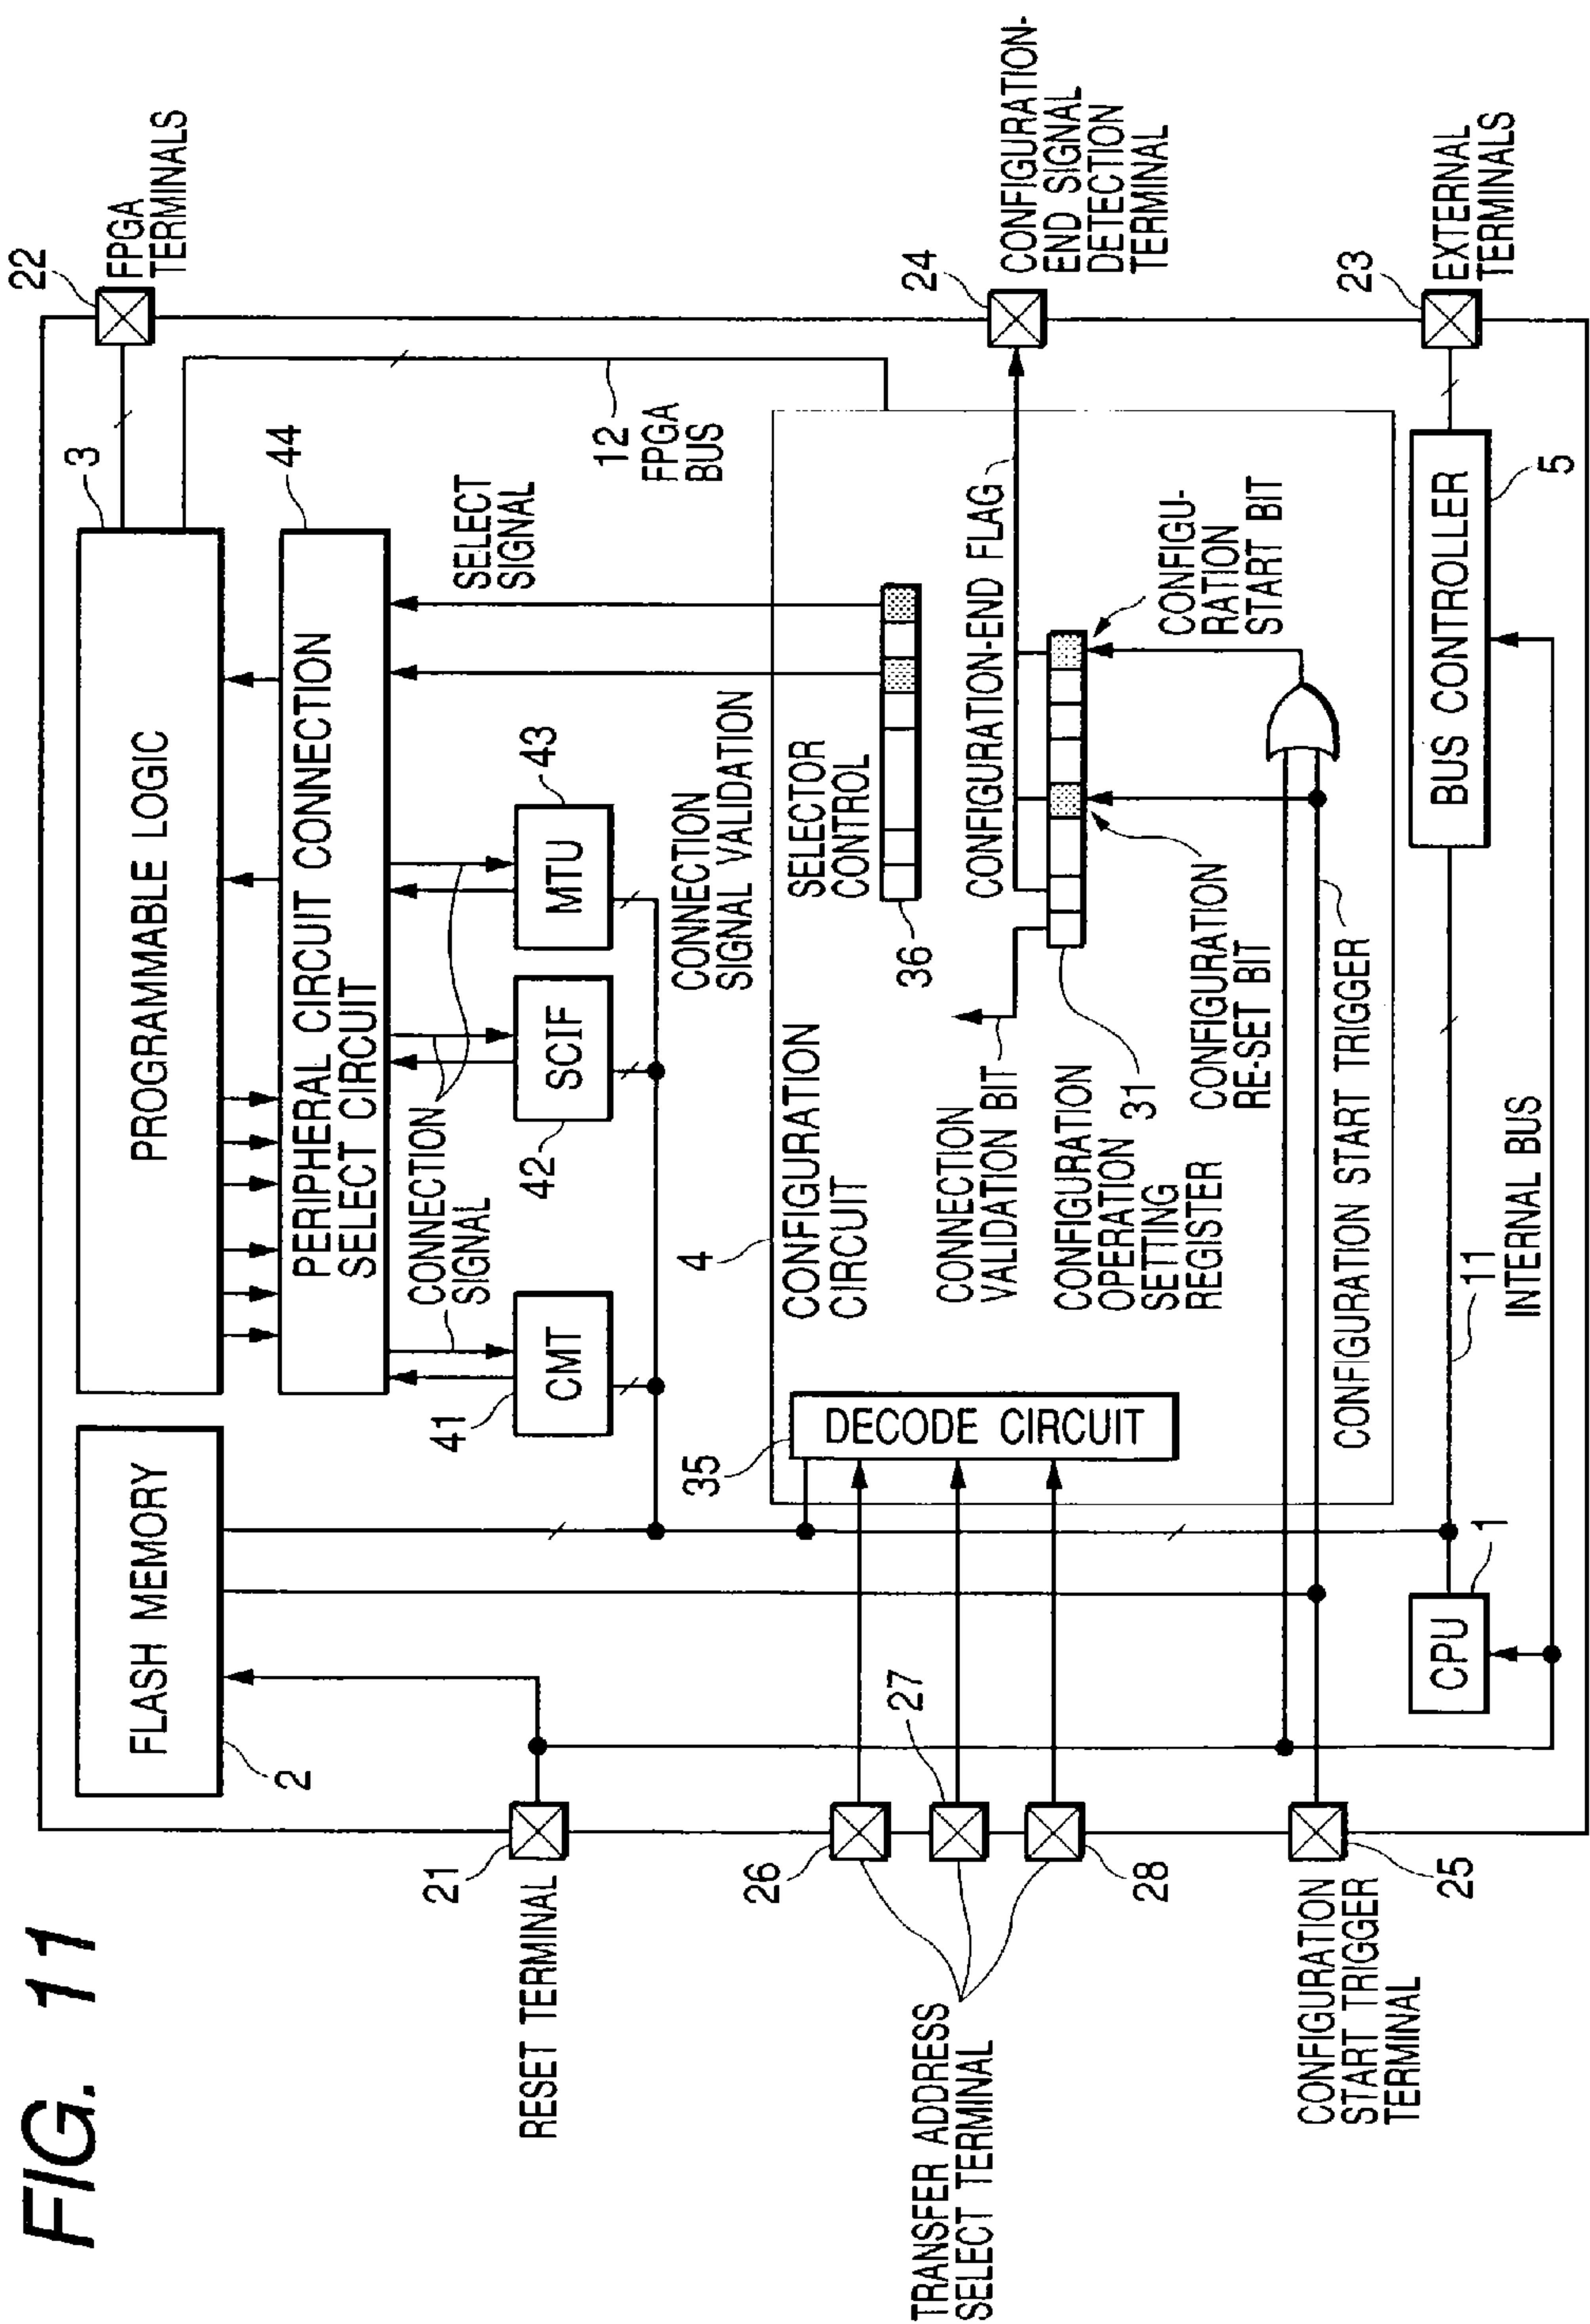 FIG. 11
FLASH MEMORY
2
PROGRAMMABLE LOGIC
3
22
FPGA
TERMINALS
PERIPHERAL CIRCUIT CONNECTION
SELECT CIRCUIT
44
CONNECTION
SIGNAL
SELECT
SIGNAL
12
FPGA
BUS
41
CMT
42
SCIF
43
MTU
CONNECTION
SIGNAL VALIDATION
21
RESET TERMINAL
26
27
28
TRANSFER ADDRESS
SELECT TERMINAL
35
DECODE CIRCUIT
4
CONFIGURATION
CIRCUIT
SELECTOR
CONTROL
36
CONNECTION
VALIDATION BIT
CONFIGURATION-END FLAG
24
CONFIGURATION-
END SIGNAL
DETECTION
TERMINAL
CONFIGURATION
OPERATION
SETTING
REGISTER
31
CONFIGURATION
RE-SET BIT
CONFIGU-
RATION
START BIT
CONFIGURATION START TRIGGER
25
CONFIGURATION
START TRIGGER
TERMINAL
CPU
1
11
INTERNAL BUS
BUS CONTROLLER
5
23
EXTERNAL
TERMINALS